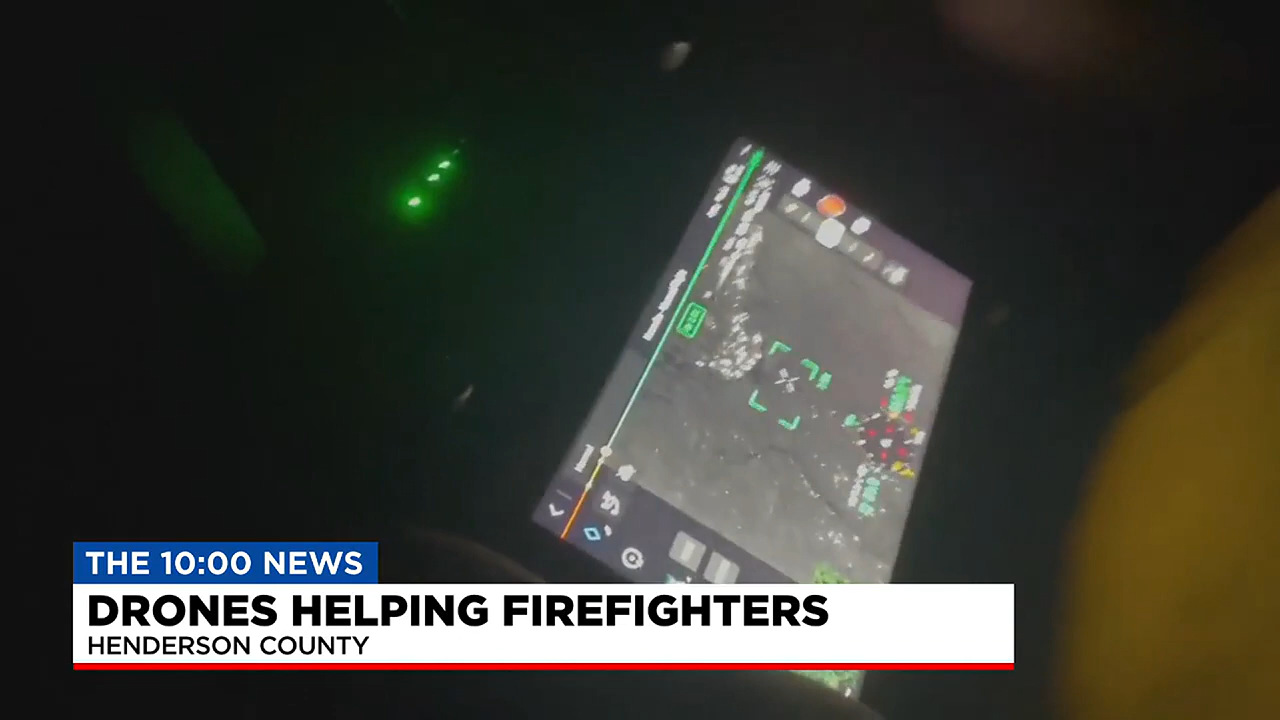 THE 10:00 NEWS
DRONES HELPING FIREFIGHTERS
HENDERSON COUNTY